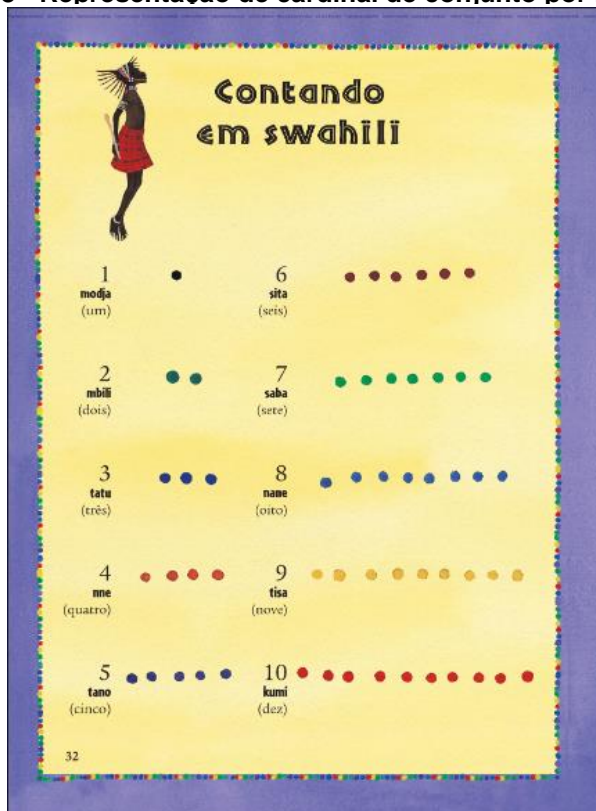 - Representação do cardinal do conjunto por
Contando
em swahili
1
modja
(um)
2
mbili
(dois)
3
tatu
(três)
4
nne
(quatro)
5
tano
(cinco)
6
sita
(seis)
7
saba
(sete)
8
nane
(oito)
9
tisa
(nove)
10
kumi
(dez)
32